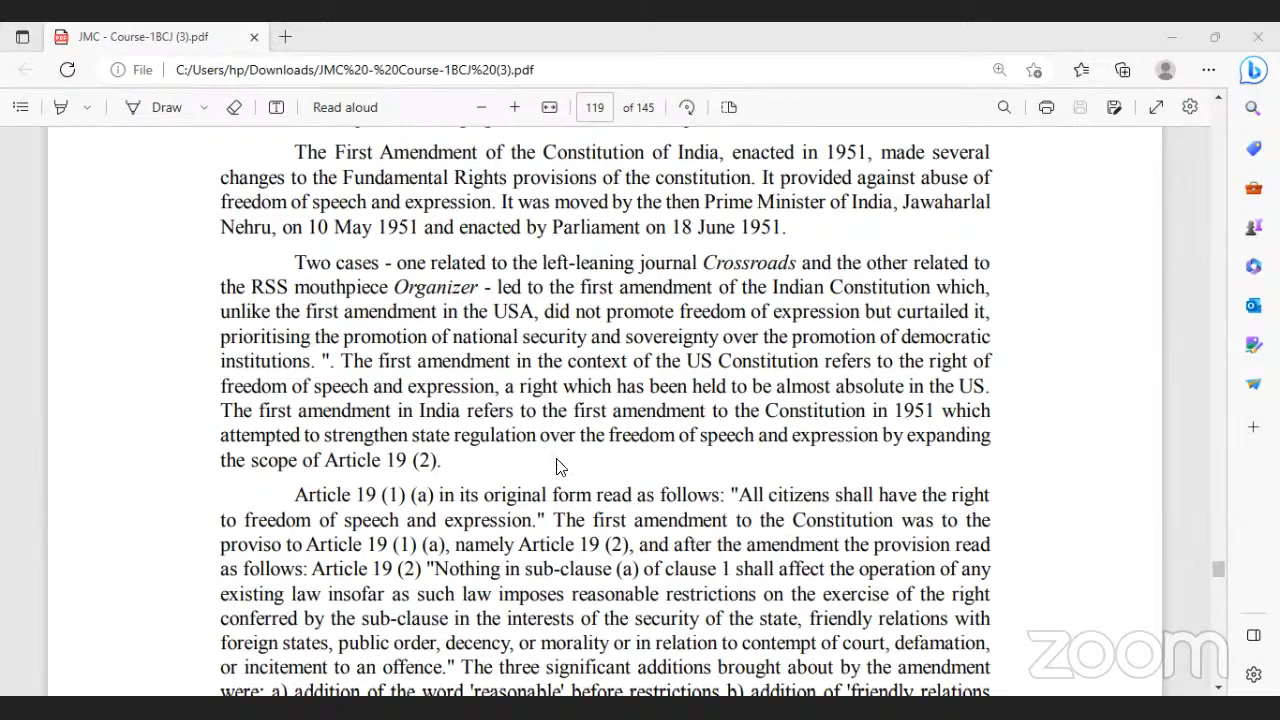 JMC - Course-1BCJ (3).pdf
File
C:/Users/hp/Downloads/JMC%20-%20Course-1BCJ%20(3).pdf
Draw
Read aloud
119 of 145
The First Amendment of the Constitution of India, enacted in 1951, made several
changes to the Fundamental Rights provisions of the constitution. It provided against abuse of
freedom of speech and expression. It was moved by the then Prime Minister of India, Jawaharlal
Nehru, on 10 May 1951 and enacted by Parliament on 18 June 1951.
Two cases - one related to the left-leaning journal Crossroads and the other related to
the RSS mouthpiece Organizer - led to the first amendment of the Indian Constitution which,
unlike the first amendment in the USA, did not promote freedom of expression but curtailed it,
prioritising the promotion of national security and sovereignty over the promotion of democratic
institutions. ". The first amendment in the context of the US Constitution refers to the right of
freedom of speech and expression, a right which has been held to be almost absolute in the US.
The first amendment in India refers to the first amendment to the Constitution in 1951 which
attempted to strengthen state regulation over the freedom of speech and expression by expanding
the scope of Article 19 (2).
Article 19 (1) (a) in its original form read as follows: "All citizens shall have the right
to freedom of speech and expression." The first amendment to the Constitution was to the
proviso to Article 19 (1) (a), namely Article 19 (2), and after the amendment the provision read
as follows: Article 19 (2) "Nothing in sub-clause (a) of clause 1 shall affect the operation of any
existing law insofar as such law imposes reasonable restrictions on the exercise of the right
conferred by the sub-clause in the interests of the security of the state, friendly relations with
foreign states, public order, decency, or morality or in relation to contempt of court, defamation,
or incitement to an offence." The three significant additions brought about by the amendment
were: a) addition of the word 'reasonable' before restrictions b) addition of 'friendly relations
zoom